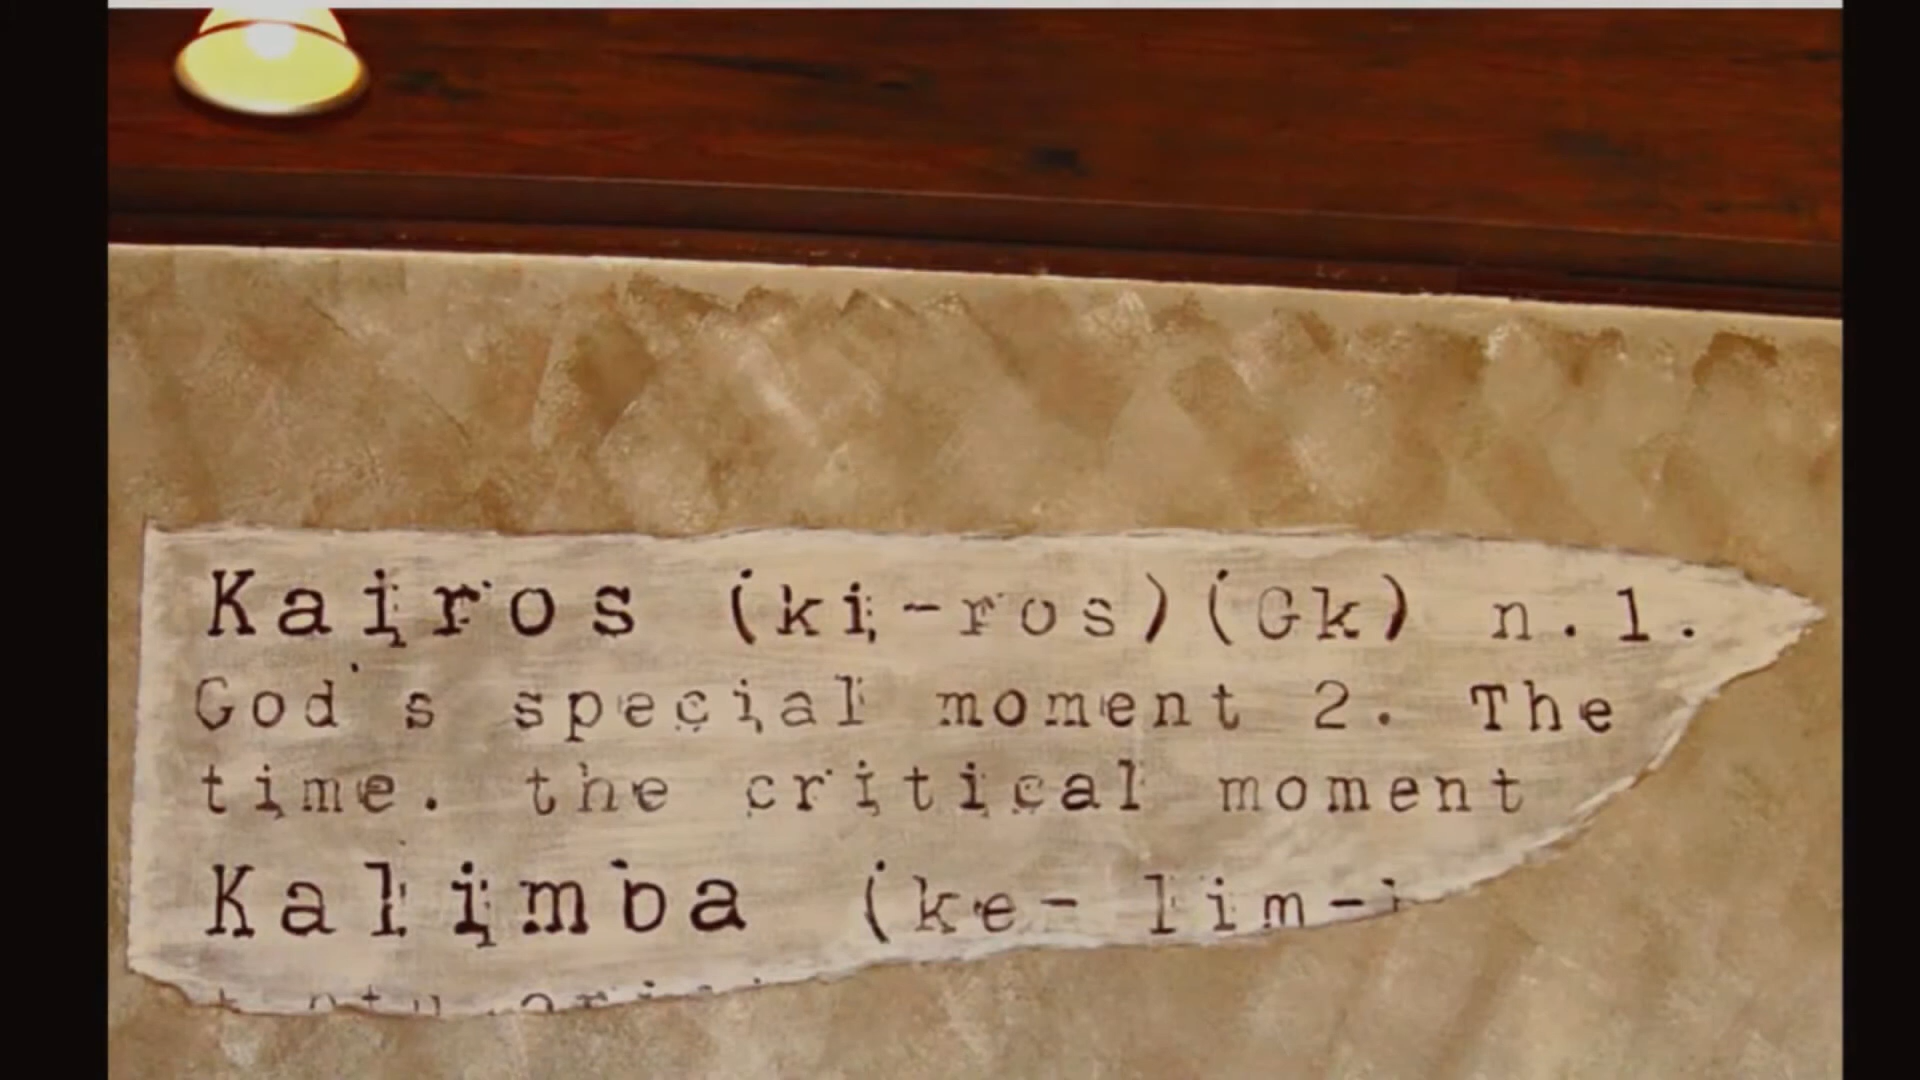 Kairos (ki-ros)(Gk) n.1.
God's special moment 2. The
time. the critical moment
Kalimba (ke- lim-